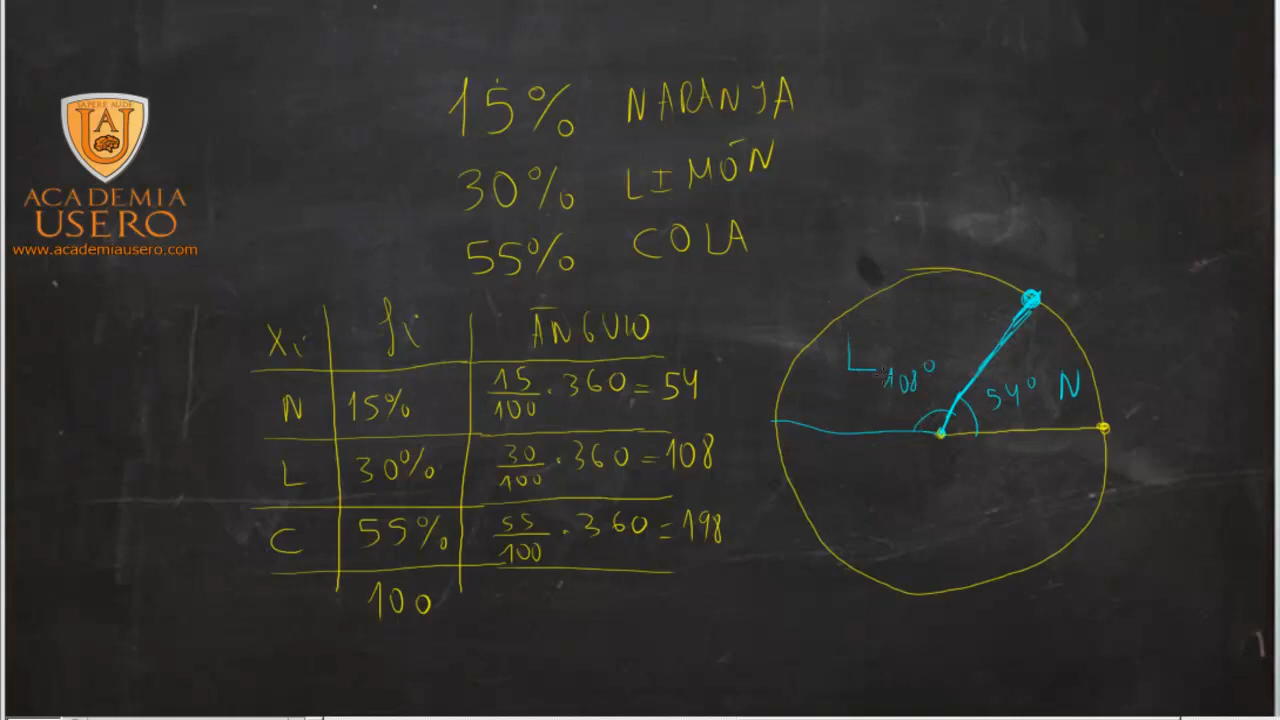 SAPERE AUDE
UA
ACADEMIA
USERO
www.academiausero.com
15% NARANJA
30% LIMÓN
55% COLA
Xi fi ÁNGULO
N 15% 15/100 · 360 = 54
L 30% 30/100 · 360 = 108
C 55% 55/100 · 360 = 198
100
L 108°
54° N